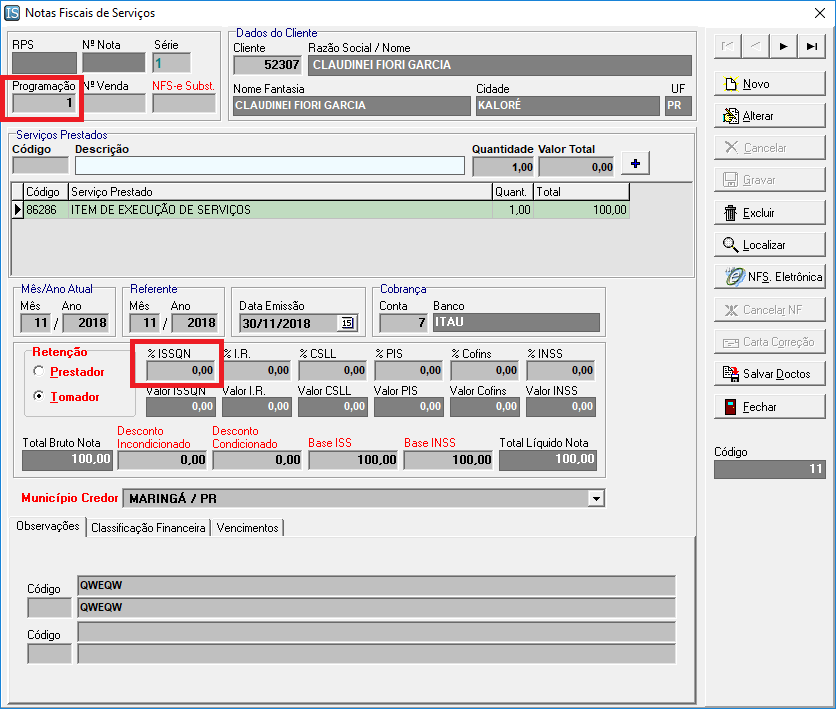 IS Notas Fiscais de Serviços
RPS Nº Nota Série
1
Programação Nº Venda NFS-e Subst.
1
Dados do Cliente
Cliente Razão Social / Nome
52307 CLAUDINEI FIORI GARCIA
Nome Fantasia Cidade UF
CLAUDINEI FIORI GARCIA KALORÉ PR
Serviços Prestados
Código Descrição Quantidade Valor Total
1,00 0,00 +
Código Serviço Prestado Quant. Total
86286 ITEM DE EXECUÇÃO DE SERVIÇOS 1,00 100,00
Mês/Ano Atual Referente Cobrança
Mês Ano Mês Ano Data Emissão Conta Banco
11 / 2018 11 / 2018 30/11/2018 15 7 ITAU
Retenção % ISSQN % I.R. % CSLL % PIS % Cofins % INSS
Prestador 0,00 0,00 0,00 0,00 0,00 0,00
Tomador Valor ISSQN Valor I.R. Valor CSLL Valor PIS Valor Cofins Valor INSS
0,00 0,00 0,00 0,00 0,00 0,00
Total Bruto Nota Desconto Incondicionado Desconto Condicionado Base ISS Base INSS Total Líquido Nota
100,00 0,00 0,00 100,00 100,00 100,00
Município Credor MARINGÁ / PR
Observações Classificação Financeira Vencimentos
Código QWEQW
QWEQW
Código
Novo
Alterar
Cancelar
Gravar
Excluir
Localizar
NFS. Eletrônica
Cancelar NF
Carta Correção
Salvar Doctos
Fechar
Código
11